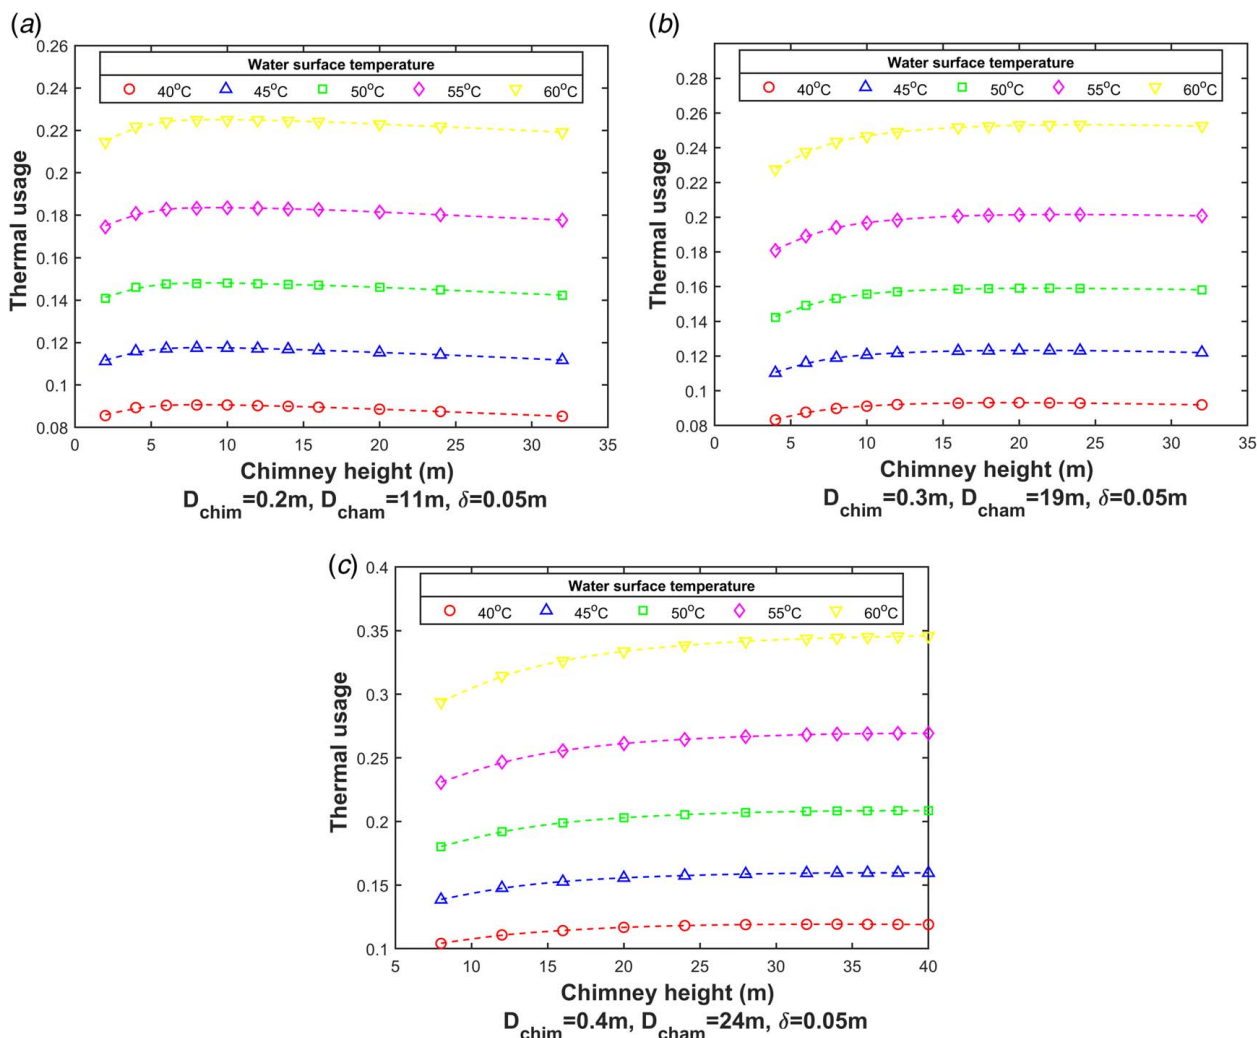 (a)
Water surface temperature
40°C 45°C 50°C 55°C 60°C
Thermal usage
0.26
0.24
0.22
0.2
0.18
0.16
0.14
0.12
0.1
0.08
0 5 10 15 20 25 30 35
Chimney height (m)
D_chim=0.2m, D_cham=11m, δ=0.05m
(b)
Water surface temperature
40°C 45°C 50°C 55°C 60°C
Thermal usage
0.28
0.26
0.24
0.22
0.2
0.18
0.16
0.14
0.12
0.1
0.08
0 5 10 15 20 25 30 35
Chimney height (m)
D_chim=0.3m, D_cham=19m, δ=0.05m
(c)
Water surface temperature
40°C 45°C 50°C 55°C 60°C
Thermal usage
0.4
0.35
0.3
0.25
0.2
0.15
0.1
5 10 15 20 25 30 35 40
Chimney height (m)
D_chim=0.4m, D_cham=24m, δ=0.05m